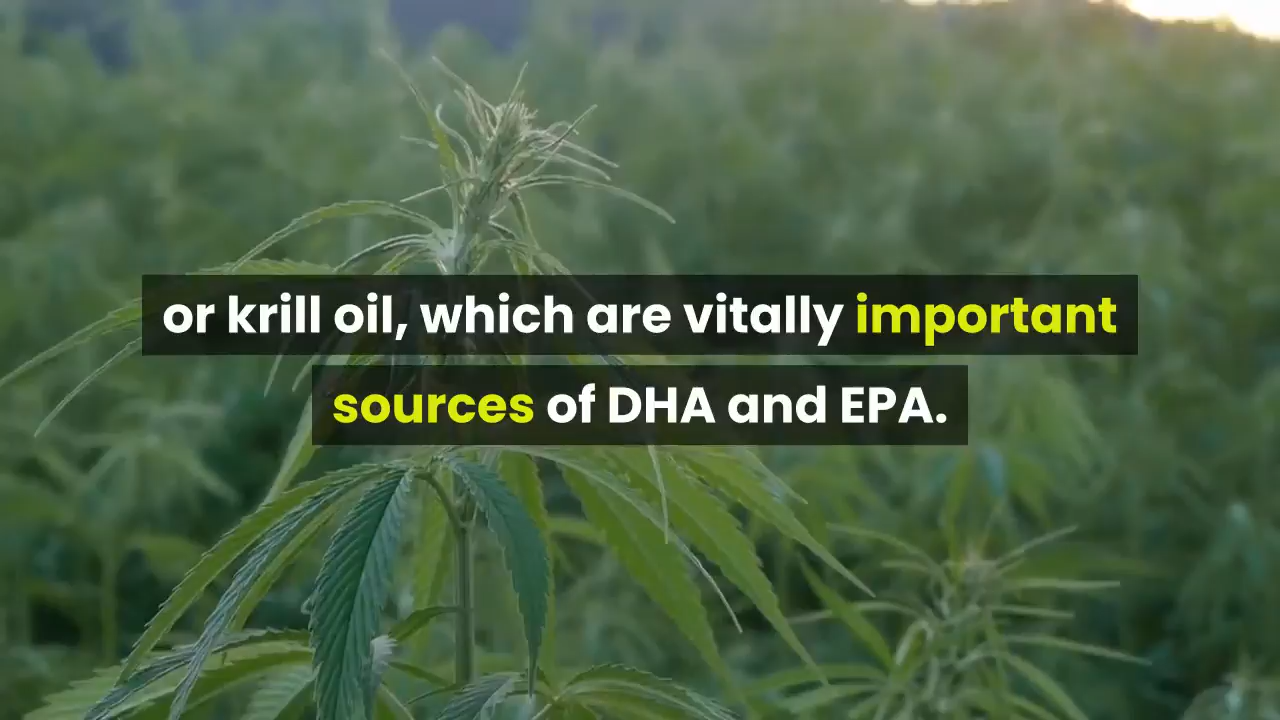 or krill oil, which are vitally important
sources of DHA and EPA.